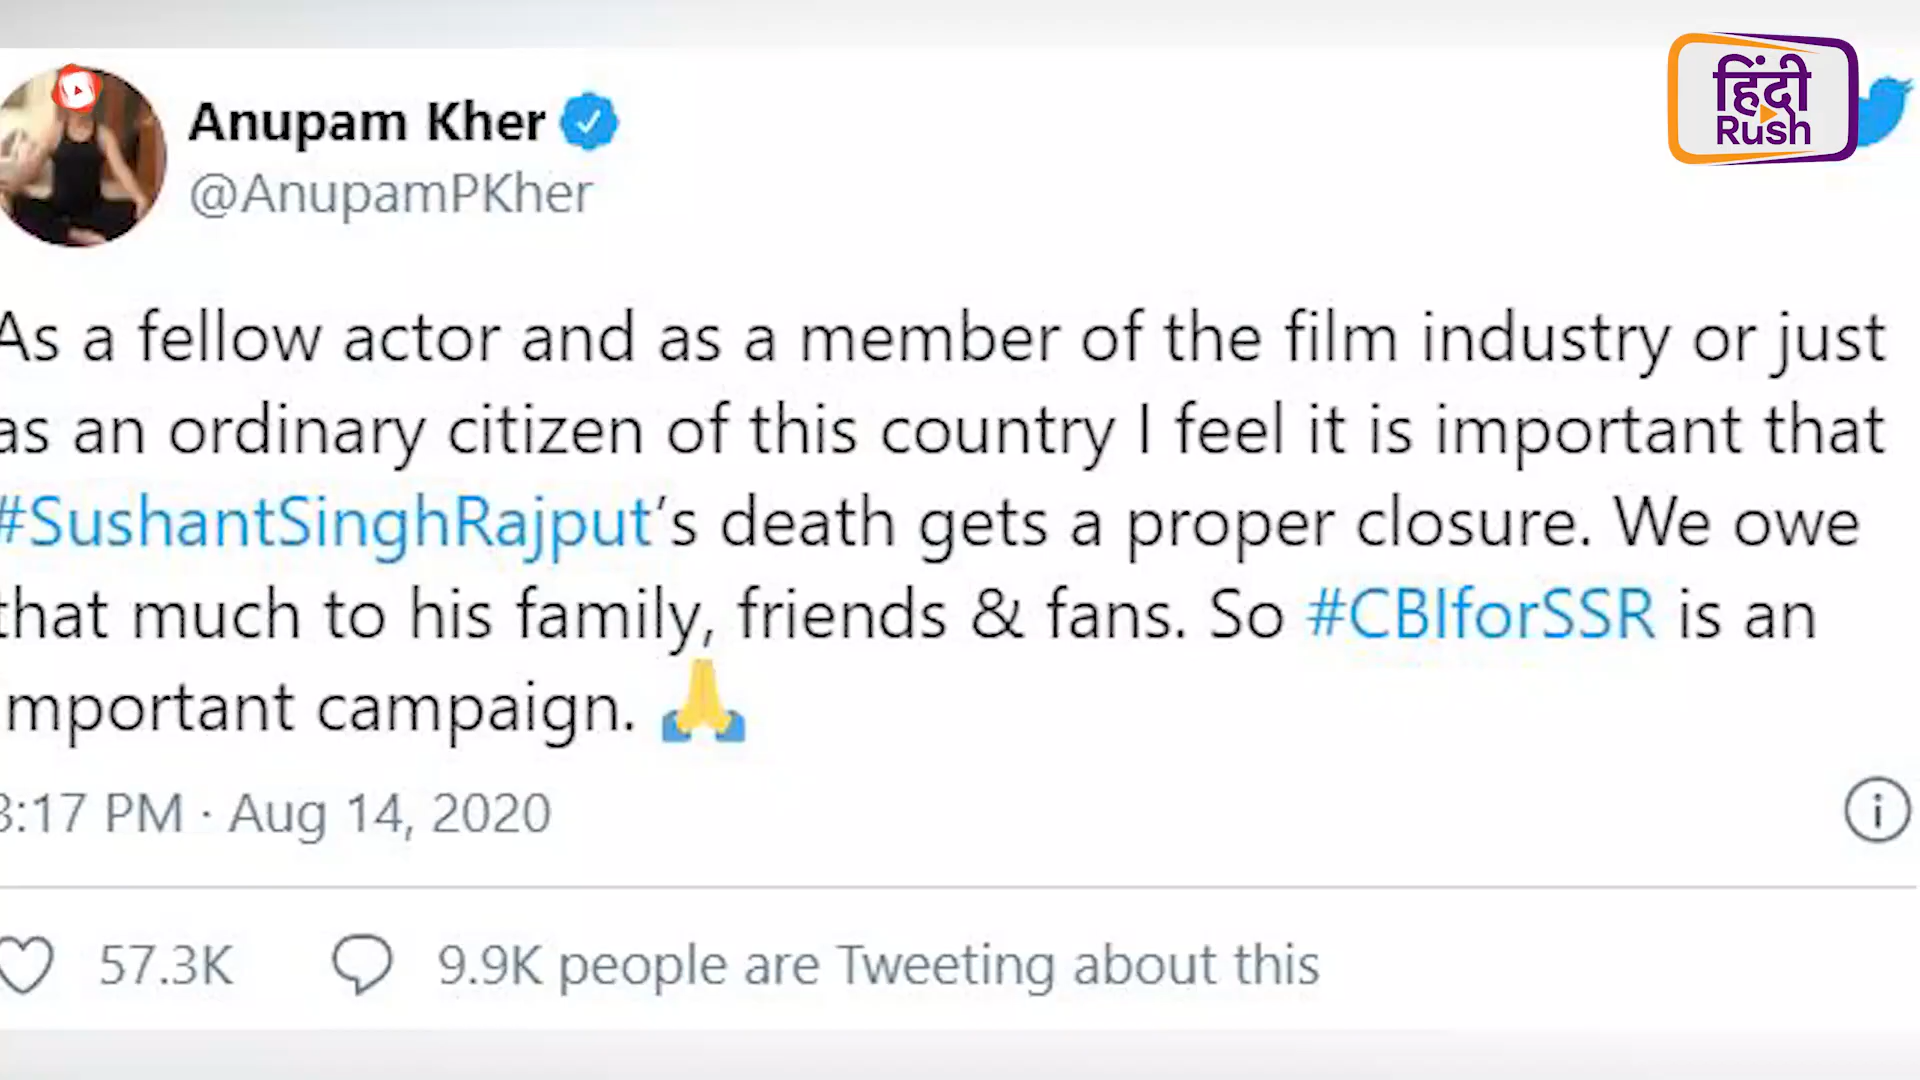 Anupam Kher
@AnupamPKher
हिंदी
Rush
As a fellow actor and as a member of the film industry or just
as an ordinary citizen of this country I feel it is important that
#SushantSinghRajput’s death gets a proper closure. We owe
that much to his family, friends & fans. So #CBIforSSR is an
important campaign. 🙏
:17 PM · Aug 14, 2020
57.3K
9.9K people are Tweeting about this